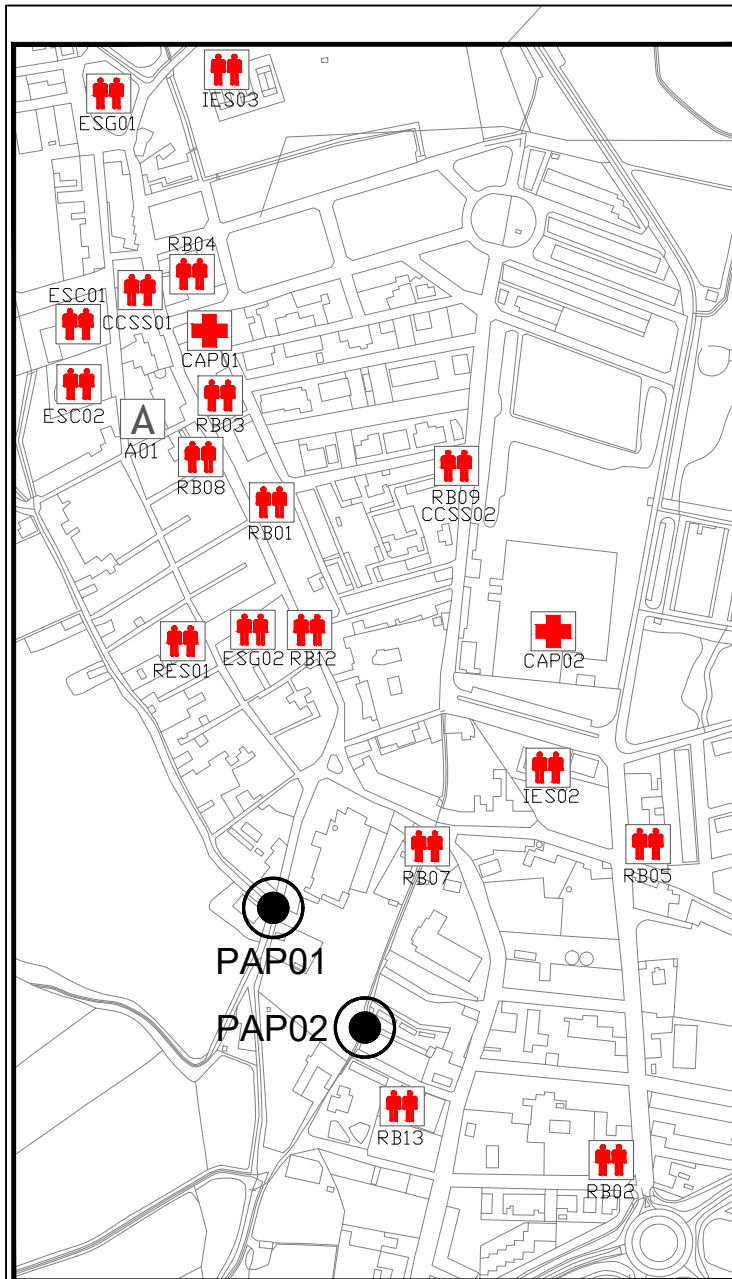 IES03
ESG01
RB04
ESC01
CCSS01
CAP01
ESC02
RB03
A
A01
RB08
RB09
CCSS02
RB01
RES01
ESG02
RB12
CAP02
IES02
RB07
RB05
PAP01
PAP02
RB13
RB02